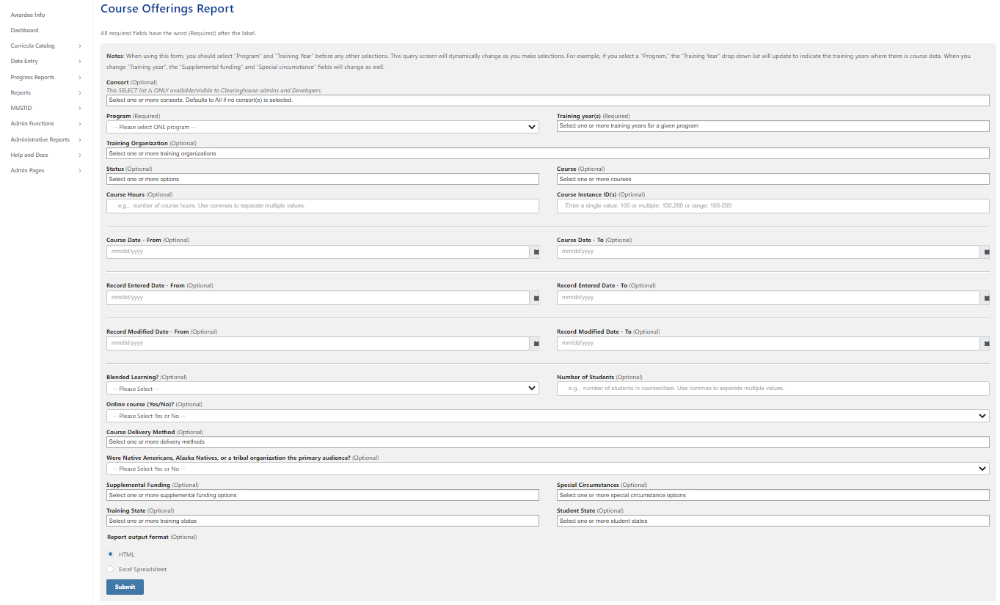 Course Offerings Report
Awardee Info
Dashboard
Curricula Catalog
Data Entry
Progress Reports
Reports
MUSTID
Admin Functions
Administrative Reports
Help and Docs
Admin Pages
All required fields have the word (Required) after the label.
Notes: When using this form, you should select "Program" and "Training Year" before any other selections. This query screen will dynamically change as you make selections. For example, if you select a "Program," the "Training Year" drop down list will update to indicate the training years where there is course data. When you
change "Training year", the "Supplemental funding" and "Special circumstance" fields will change as well.
Consort (Optional)
This SELECT list is ONLY available/visible to Clearinghouse admins and Developers.
Select one or more consorts. Defaults to All if no consort(s) is selected.
Program (Required)
-- Please select ONE program --
Training year(s) (Required)
Select one or more training years for a given program
Training Organization (Optional)
Select one or more training organizations
Status (Optional)
Select one or more options
Course (Optional)
Select one or more courses
Course Hours (Optional)
e.g., number of course hours. Use commas to separate multiple values.
Course Instance ID(s) (Optional)
Enter a single value: 100 or multiple: 100,200 or range: 100-200
Course Date - From (Optional)
mm/dd/yyyy
Course Date - To (Optional)
mm/dd/yyyy
Record Entered Date - From (Optional)
mm/dd/yyyy
Record Entered Date - To (Optional)
mm/dd/yyyy
Record Modified Date - From (Optional)
mm/dd/yyyy
Record Modified Date - To (Optional)
mm/dd/yyyy
Blended Learning? (Optional)
-- Please Select --
Number of Students (Optional)
e.g., number of students in course/class. Use commas to separate multiple values.
Online course (Yes/No)? (Optional)
-- Please Select Yes or No --
Course Delivery Method (Optional)
Select one or more delivery methods
Were Native Americans, Alaska Natives, or a tribal organization the primary audience? (Optional)
-- Please Select Yes or No --
Supplemental Funding (Optional)
Select one or more supplemental funding options
Special Circumstances (Optional)
Select one or more special circumstance options
Training State (Optional)
Select one or more training states
Student State (Optional)
Select one or more student states
Report output format (Optional)
HTML
Excel Spreadsheet
Submit